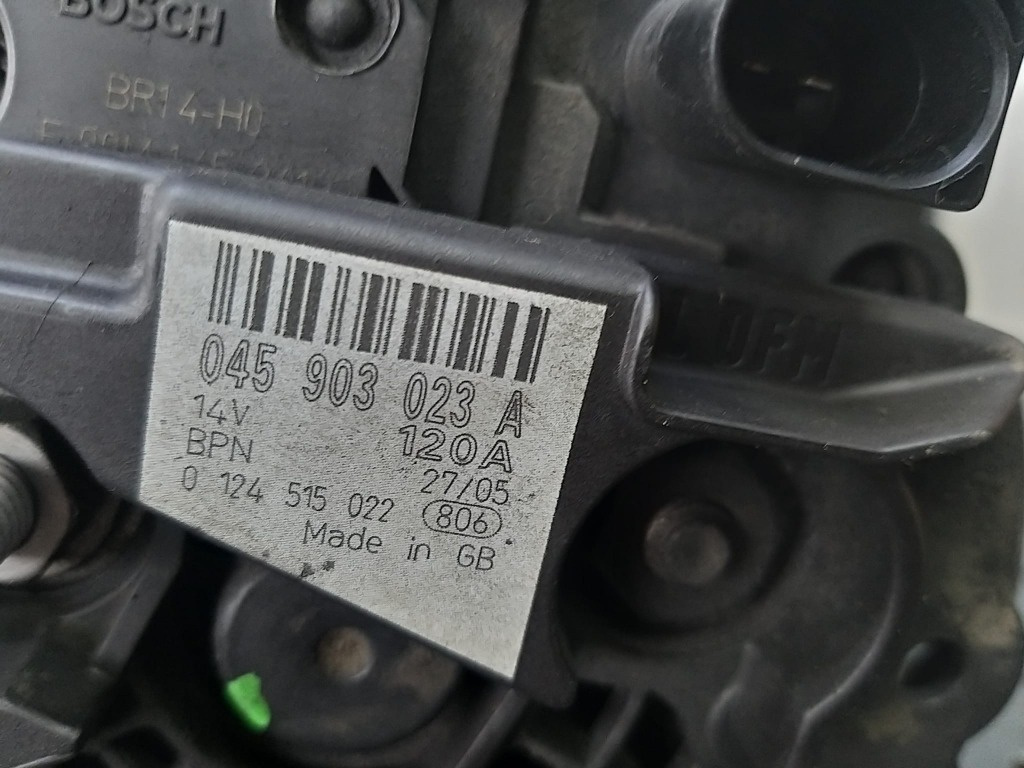 BOSCH
BR14-H0
045 903 023 A
14V 120A
BPN 27/05
0 124 515 022 806
Made in GB
DFM